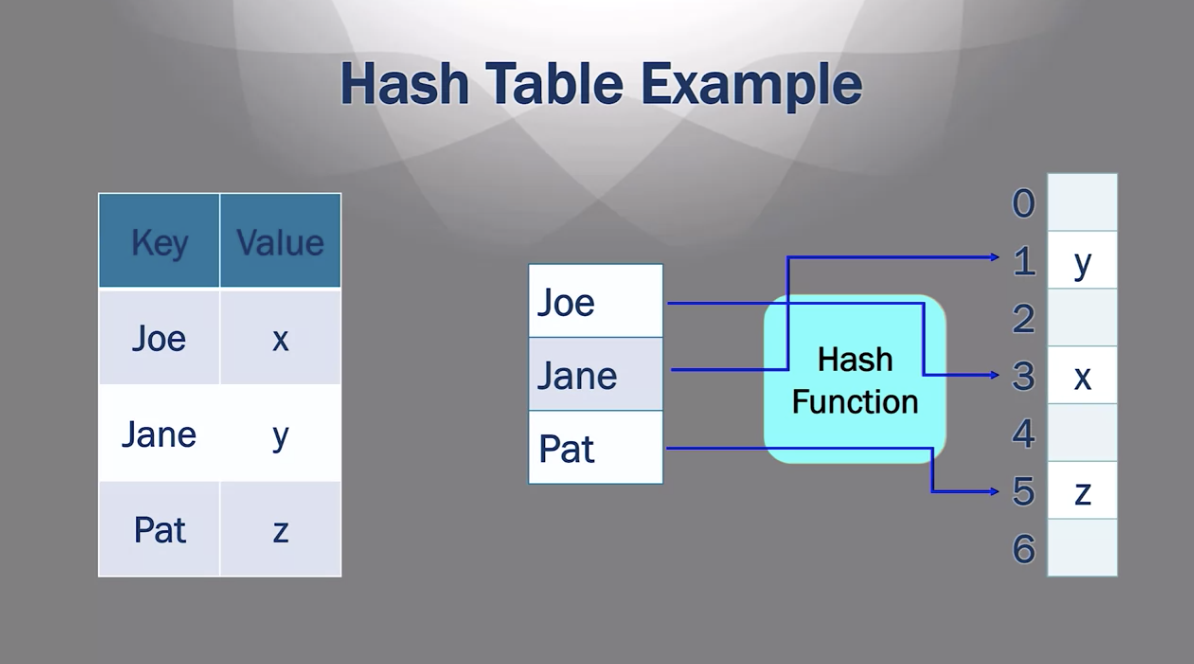 Hash Table Example
Key Value
Joe x
Jane y
Pat z
Joe
Jane
Pat
Hash
Function
0
1 y
2
3 x
4
5 z
6